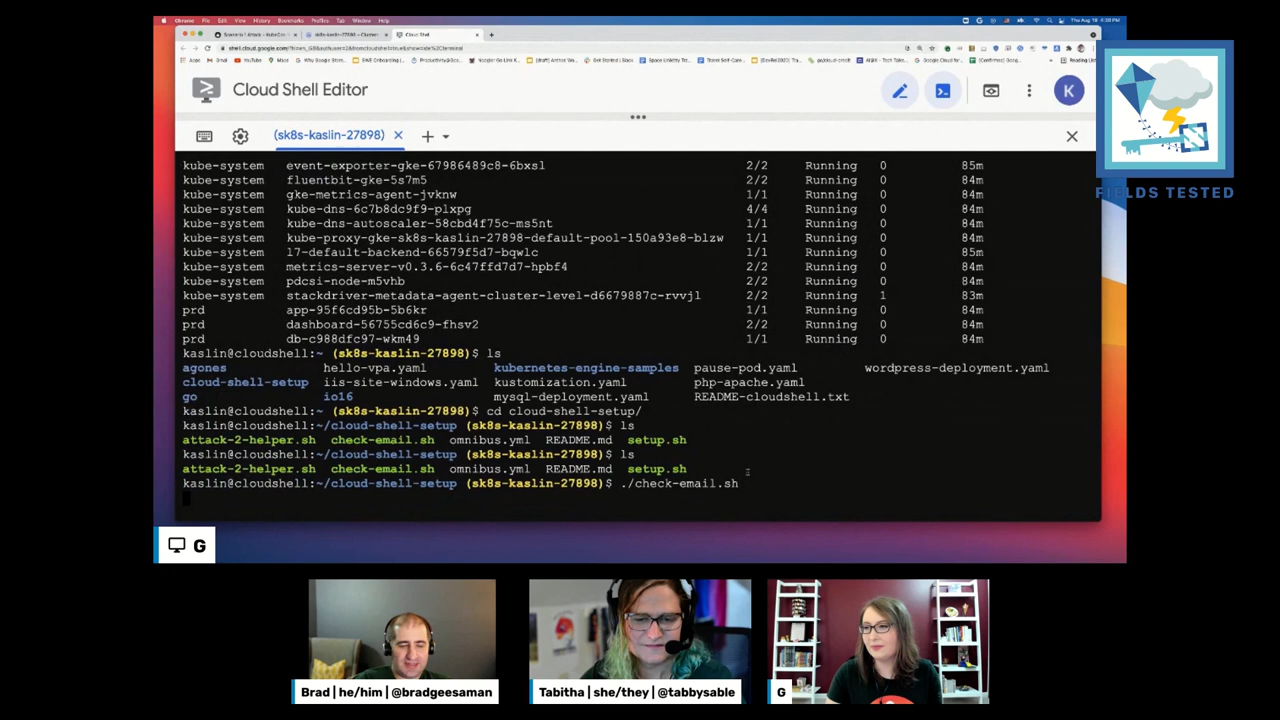 Chrome File Edit View History Bookmarks Profiles Tab Window Help
Cloud Shell
Cloud Shell Editor
K
(sk8s-kaslin-27898)
kube-system event-exporter-gke-67986489c8-6bxsl 2/2 Running 0 85m
kube-system fluentbit-gke-5s7m5 2/2 Running 0 84m
kube-system gke-metrics-agent-jvknw 1/1 Running 0 84m
kube-system kube-dns-6c7b8dc9f9-plxpg 4/4 Running 0 84m
kube-system kube-dns-autoscaler-58cbd4f75c-ms5nt 1/1 Running 0 84m
kube-system kube-proxy-gke-sk8s-kaslin-27898-default-pool-150a93e8-blzw 1/1 Running 0 84m
kube-system l7-default-backend-66579f5d7-bqwlc 1/1 Running 0 85m
kube-system metrics-server-v0.3.6-6c47ffd7d7-hpbf4 2/2 Running 0 84m
kube-system pdcsi-node-m5vhb 2/2 Running 0 84m
kube-system stackdriver-metadata-agent-cluster-level-d6679887c-rvvjl 2/2 Running 1 83m
prd app-95f6cd95b-5b6kr 1/1 Running 0 84m
prd dashboard-56755cd6c9-fhsv2 2/2 Running 0 84m
prd db-c988dfc97-wkm49 1/1 Running 0 84m
kaslin@cloudshell:~ (sk8s-kaslin-27898)$ ls
agones hello-vpa.yaml kubernetes-engine-samples pause-pod.yaml wordpress-deployment.yaml
cloud-shell-setup iis-site-windows.yaml kustomization.yaml php-apache.yaml
go io16 mysql-deployment.yaml README-cloudshell.txt
kaslin@cloudshell:~ (sk8s-kaslin-27898)$ cd cloud-shell-setup/
kaslin@cloudshell:~/cloud-shell-setup (sk8s-kaslin-27898)$ ls
attack-2-helper.sh check-email.sh omnibus.yml README.md setup.sh
kaslin@cloudshell:~/cloud-shell-setup (sk8s-kaslin-27898)$ ls
attack-2-helper.sh check-email.sh omnibus.yml README.md setup.sh
kaslin@cloudshell:~/cloud-shell-setup (sk8s-kaslin-27898)$ ./check-email.sh
FIELDS TESTED
G
Brad | he/him | @bradgeesaman
Tabitha | she/they | @tabbysable
G